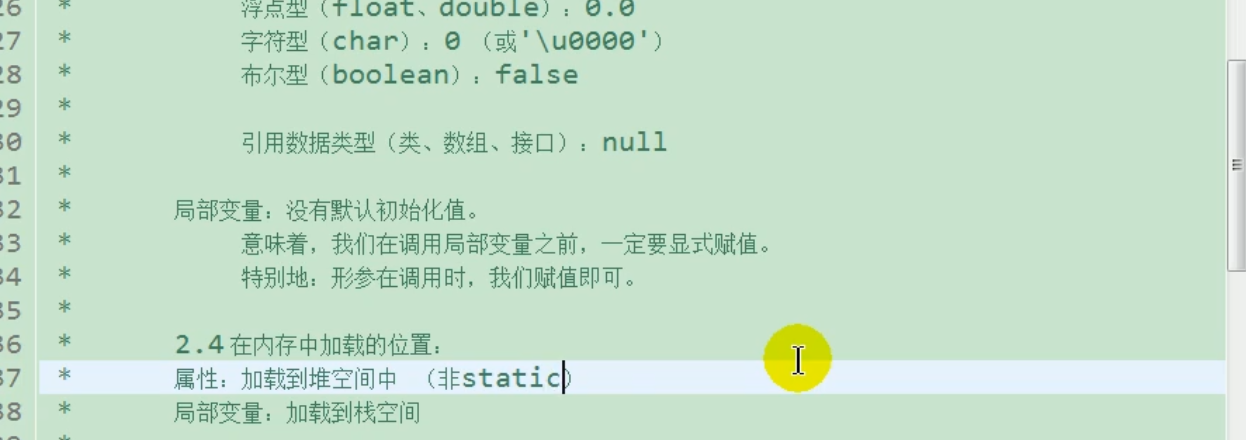 26 * 浮点型（float、double）：0.0
27 * 字符型（char）：0 （或'\u0000'）
28 * 布尔型（boolean）：false
29 *
30 * 引用数据类型（类、数组、接口）：null
31 *
32 * 局部变量：没有默认初始化值。
33 * 意味着，我们在调用局部变量之前，一定要显式赋值。
34 * 特别地：形参在调用时，我们赋值即可。
35 *
36 * 2.4 在内存中加载的位置：
37 * 属性：加载到堆空间中 （非static）
38 * 局部变量：加载到栈空间